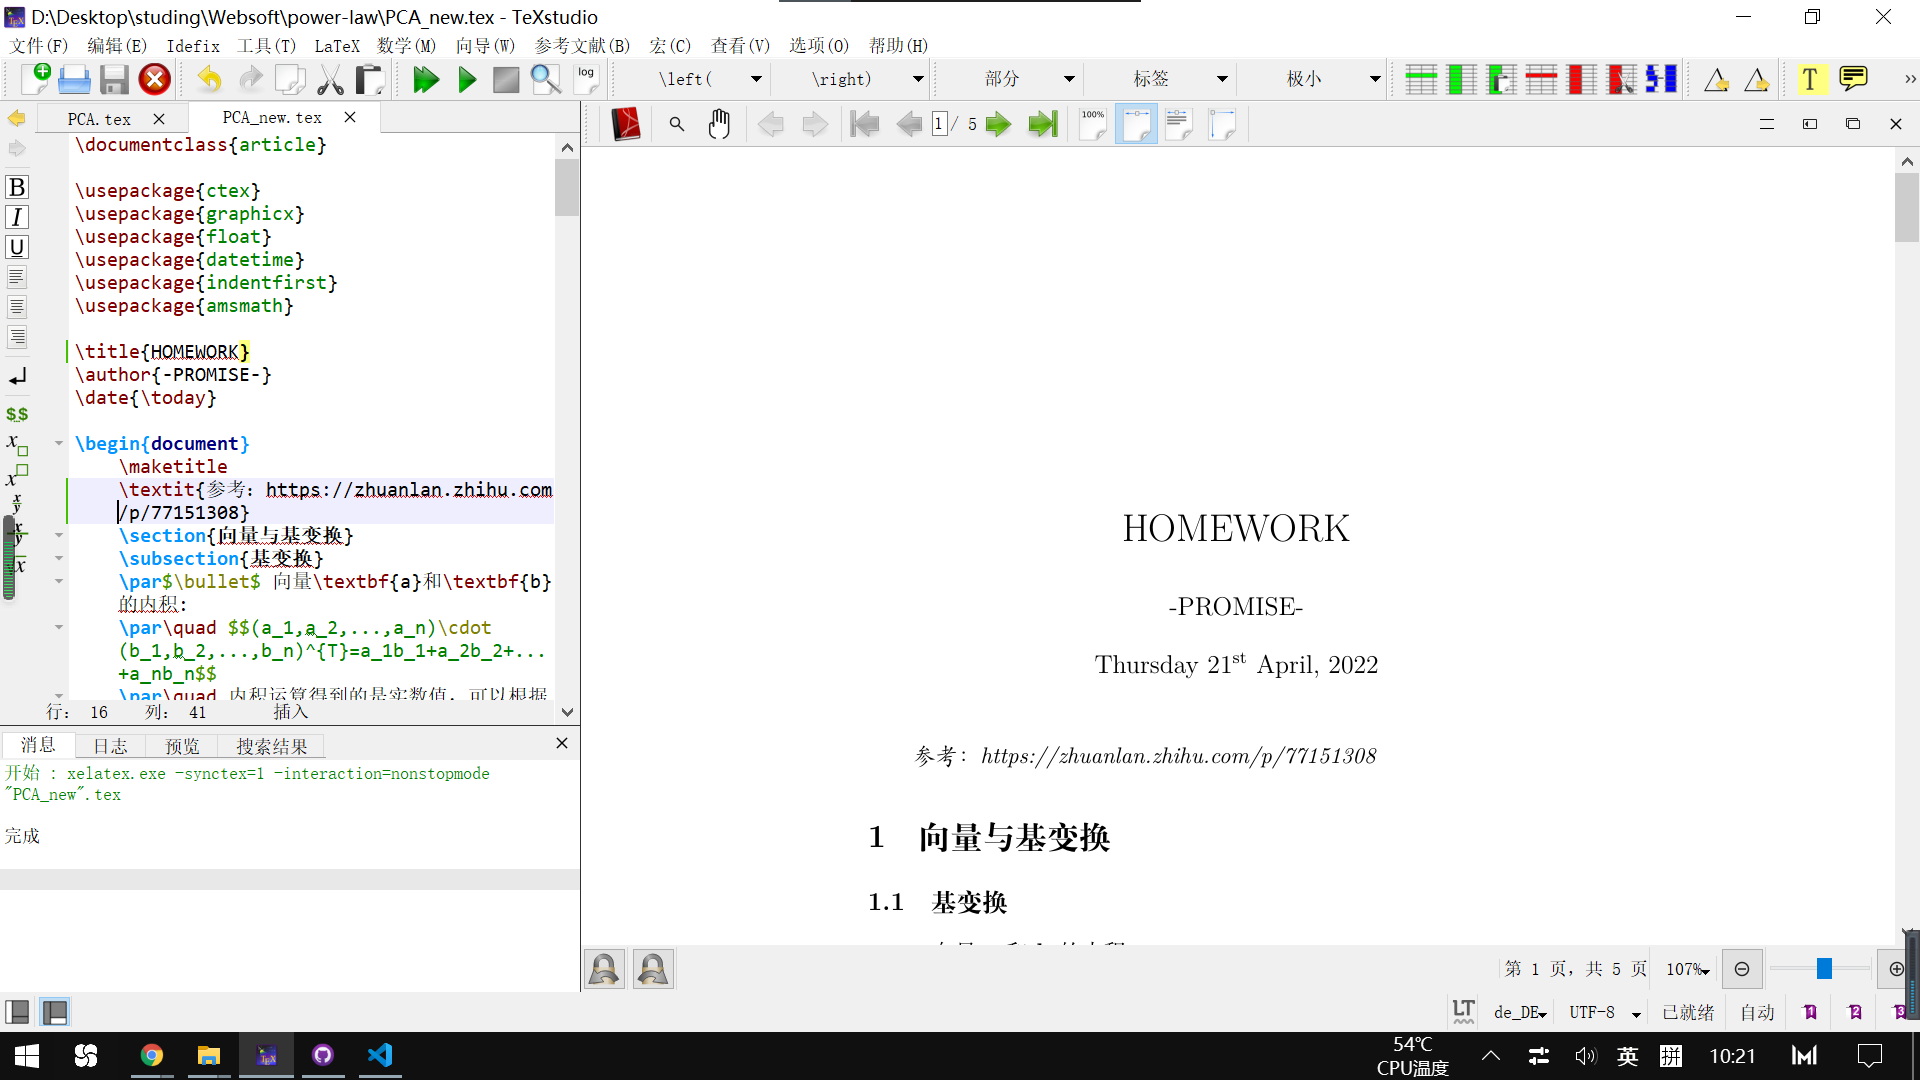 D:\Desktop\studing\Websoft\power-law\PCA_new.tex - TeXstudio
文件(F) 编辑(E) Idefix 工具(T) LaTeX 数学(M) 向导(W) 参考文献(B) 宏(C) 查看(V) 选项(O) 帮助(H)
log \left( \right) 部分 标签 极小
PCA.tex PCA_new.tex
1 / 5 100%
\documentclass{article}
\usepackage{ctex}
\usepackage{graphicx}
\usepackage{float}
\usepackage{datetime}
\usepackage{indentfirst}
\usepackage{amsmath}
\title{HOMEWORK}
\author{-PROMISE-}
\date{\today}
\begin{document}
\maketitle
\textit{参考：https://zhuanlan.zhihu.com
/p/77151308}
\section{向量与基变换}
\subsection{基变换}
\par$\bullet$ 向量\textbf{a}和\textbf{b}
的内积：
\par\quad $$(a_1,a_2,...,a_n)\cdot
(b_1,b_2,...,b_n)^{T}=a_1b_1+a_2b_2+...
+a_nb_n$$
\par\quad 内积运算得到的是实数值，可以根据
行： 16 列： 41 插入
消息 日志 预览 搜索结果
开始 : xelatex.exe -synctex=1 -interaction=nonstopmode
"PCA_new".tex
完成
HOMEWORK
-PROMISE-
Thursday 21st April, 2022
参考：https://zhuanlan.zhihu.com/p/77151308
1 向量与基变换
1.1 基变换
第 1 页，共 5 页 107%
LT de_DE UTF-8 已就绪 自动 1 2 3
54℃
CPU温度
英 拼 10:21